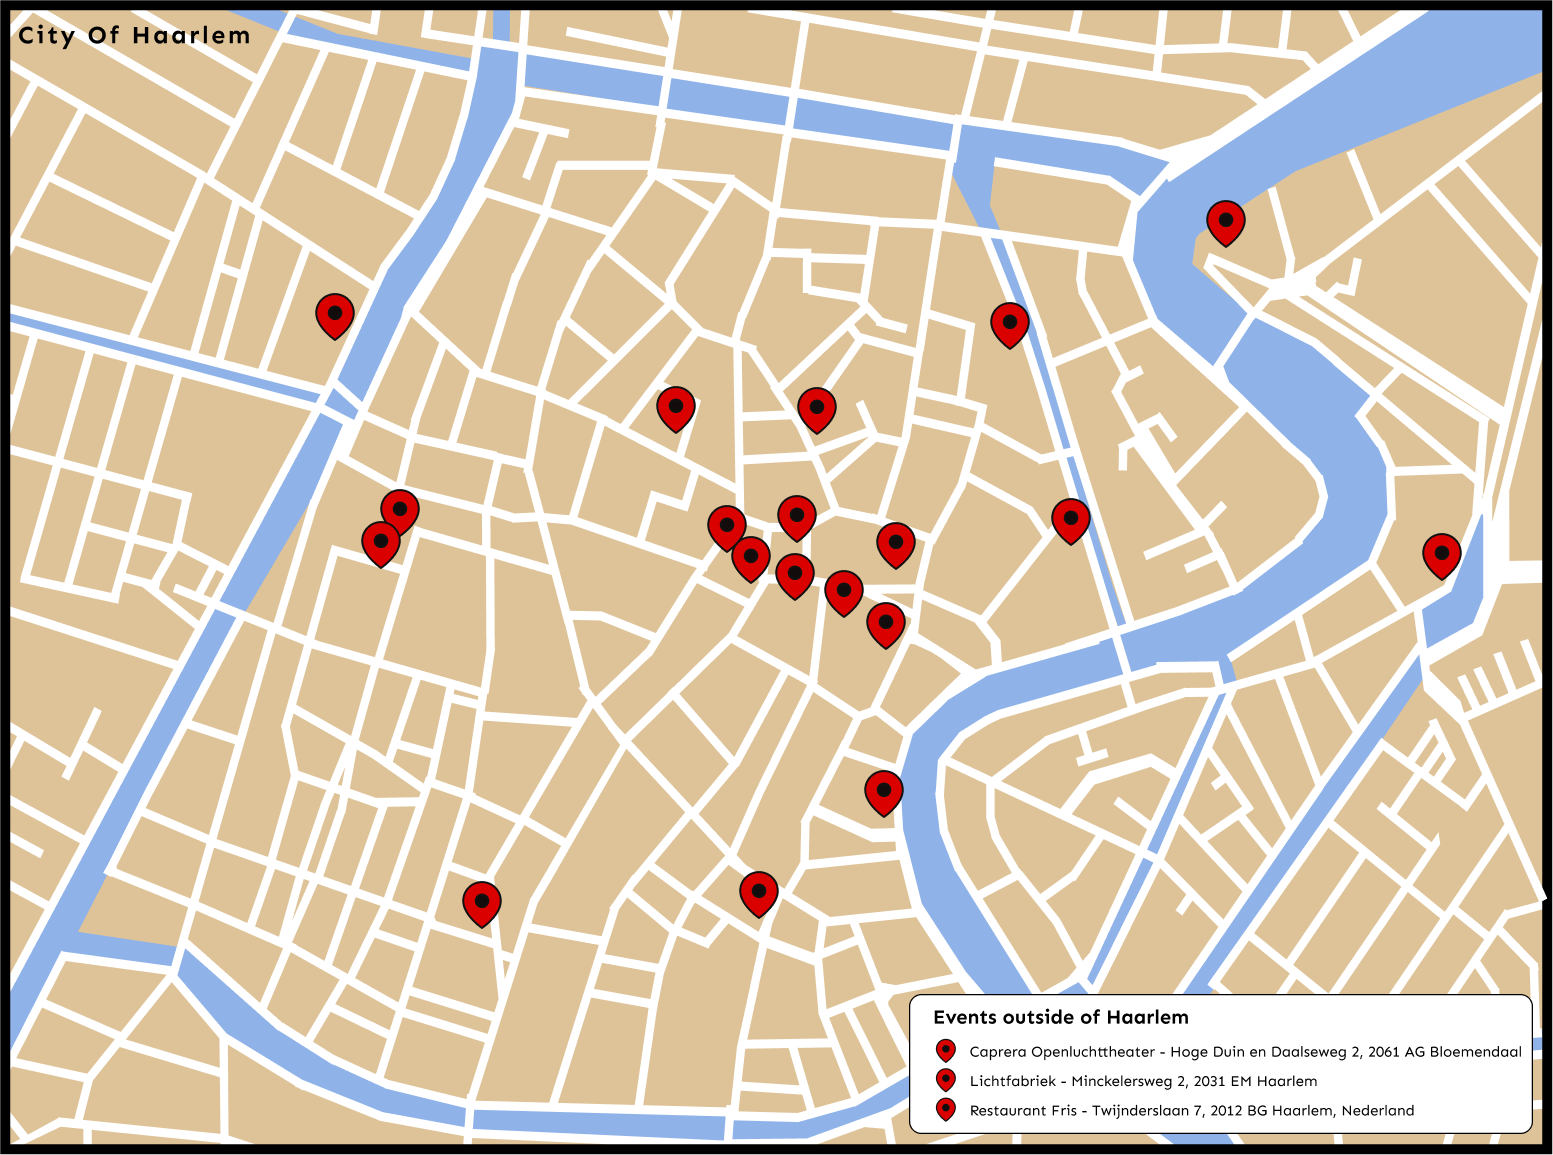 City Of Haarlem
Events outside of Haarlem
Caprera Openluchttheater - Hoge Duin en Daalseweg 2, 2061 AG Bloemendaal
Lichtfabriek - Minckelersweg 2, 2031 EM Haarlem
Restaurant Fris - Twijnderslaan 7, 2012 BG Haarlem, Nederland